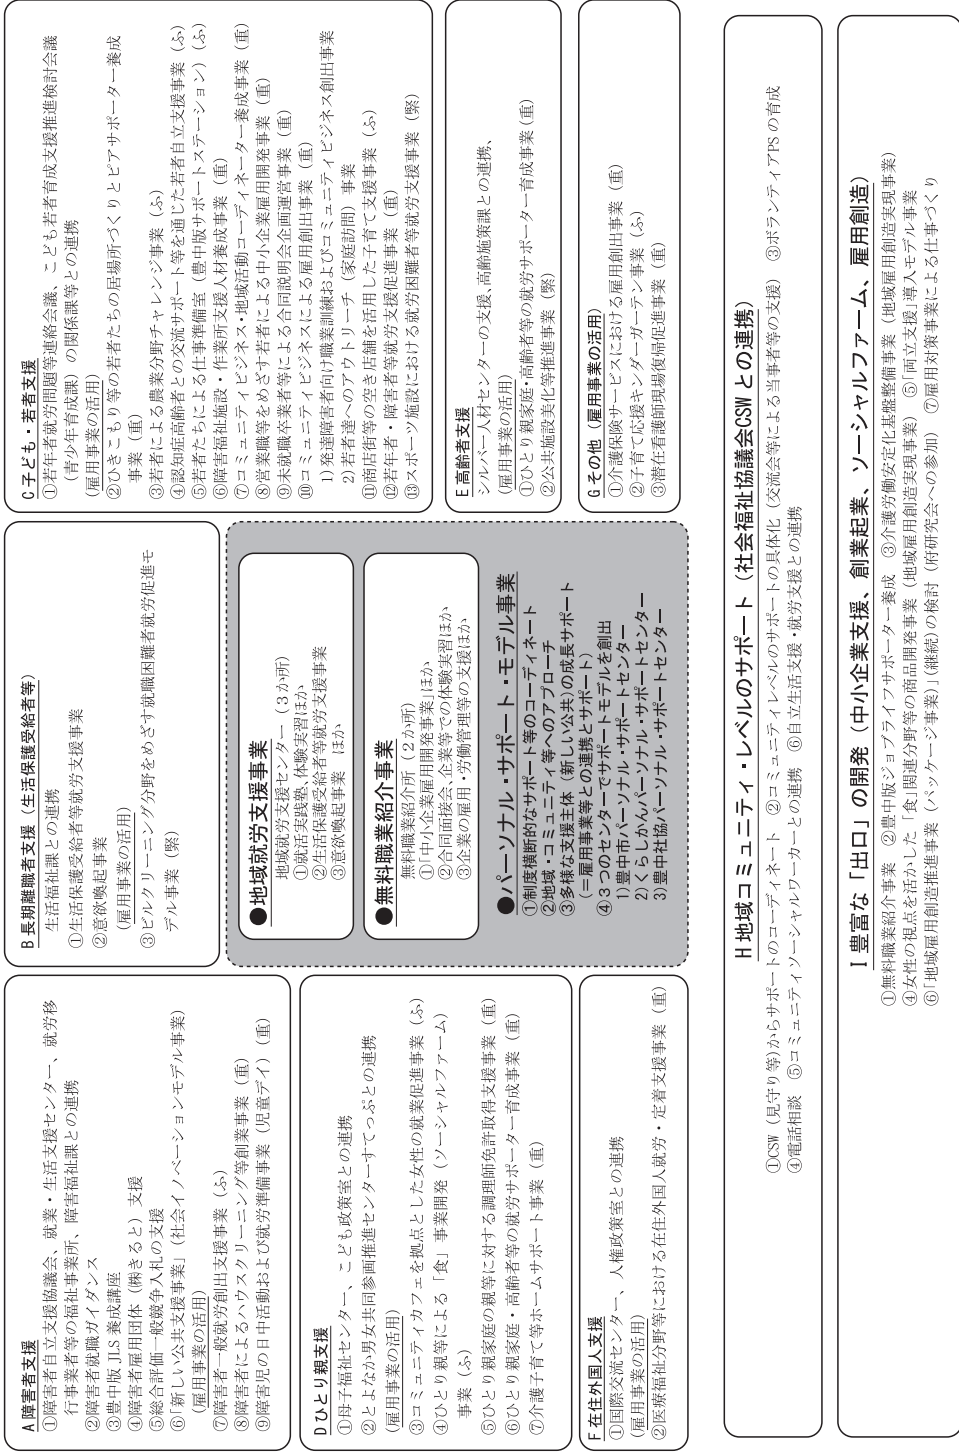 A 障害者支援
①障害者自立支援協議会、就業・生活支援センター、就労移
行事業者等の福祉事業所、障害福祉課との連携
②障害者就職ガイダンス
③豊中版 JLS 養成講座
④障害者雇用団体（㈱きると）支援
⑤総合評価一般競争入札の支援
⑥「新しい公共支援事業」（社会イノベーションモデル事業）
(雇用事業の活用)
⑦障害者一般就労創出支援事業（ふ）
⑧障害者によるハウスクリーニング等創業事業（重）
⑨障害児の日中活動および就労準備事業（児童デイ）（重）
B 長期離職者支援（生活保護受給者等）
生活福祉課との連携
①生活保護受給者等就労支援事業
②意欲喚起事業
(雇用事業の活用)
③ビルクリーニング分野をめざす就職困難者就労促進モ
デル事業（緊）
C 子ども・若者支援
①若年者就労問題等連絡会議、こども若者育成支援推進検討会議
（青少年育成課）の関係課等との連携
(雇用事業の活用)
②ひきこもり等の若者たちの居場所づくりとピアサポーター養成
事業（重）
③若者による農業分野チャレンジ事業（ふ）
④認知症高齢者との交流サポート等を通じた若者自立支援事業（ふ）
⑤若者たちによる仕事準備室（豊中版サポートステーション）（ふ）
⑥障害福祉施設・作業所支援人材養成事業（重）
⑦コミュニティビジネス・地域活動コーディネーター養成事業（重）
⑧営業職等をめざす若者による中小企業雇用開発事業（重）
⑨未就職卒業者等による合同説明会企画運営事業（重）
⑩コミュニティビジネスによる雇用創出事業（重）
1) 発達障害者向け職業訓練およびコミュニティビジネス創出事業
2) 若者達へのアウトリーチ（家庭訪問）事業
⑪商店街等の空き店舗を活用した子育て支援事業（ふ）
⑫若年者・障害者等就労支援促進事業（重）
⑬スポーツ施設における就労困難者等就労支援事業（緊）
D ひとり親支援
①母子福祉センター、こども政策室との連携
②とよなか男女共同参画推進センターすてっぷとの連携
(雇用事業の活用)
③コミュニティカフェを拠点とした女性の就業促進事業（ふ）
④ひとり親等による「食」事業開発（ソーシャルファーム）
事業（ふ）
⑤ひとり親家庭の親等に対する調理師免許取得支援事業（重）
⑥ひとり親家庭・高齢者等の就労サポーター育成事業（重）
⑦介護子育て等ホームサポート事業（重）
●地域就労支援事業
地域就労支援センター（3か所）
①就活実践塾、体験実習ほか
②生活保護受給者等就労支援事業
③意欲喚起事業 ほか
●無料職業紹介事業
無料職業紹介所（2か所）
①「中小企業雇用開発事業」ほか
②合同面接会、企業等での体験実習ほか
③企業の雇用・労働管理等の支援ほか
●パーソナル・サポート・モデル事業
①制度横断的なサポート等のコーディネート
②地域・コミュニティ等へのアプローチ
③多様な支援主体（新しい公共）の成長サポート
（＝雇用事業等との連携とサポート）
④３つのセンターでサポートモデルを創出
1) 豊中市パーソナル・サポートセンター
2) くらしかんパーソナル・サポートセンター
3) 豊中社協パーソナル・サポートセンター
E 高齢者支援
シルバー人材センターの支援、高齢施策課との連携、
(雇用事業の活用)
①ひとり親家庭・高齢者等の就労サポーター育成事業（重）
②公共施設美化等推進事業（緊）
F 在住外国人支援
①国際交流センター、人権政策室との連携
(雇用事業の活用)
②医療福祉分野等における在住外国人就労・定着支援事業（重）
G その他（雇用事業の活用）
①介護保険サービスにおける雇用創出事業（重）
②子育て応援キンダーガーテン事業（ふ）
③潜在看護師現場復帰促進事業（重）
H 地域コミュニティ・レベルのサポート（社会福祉協議会CSWとの連携）
①CSW（見守り等）からサポートのコーディネート ②コミュニティレベルのサポートの具体化（交流会等による当事者等の支援） ③ボランティアPSの育成
④電話相談 ⑤コミュニティソーシャルワーカーとの連携 ⑥自立生活支援・就労支援との連携
I 豊富な「出口」の開発（中小企業支援、創業起業、ソーシャルファーム、雇用創造）
①無料職業紹介事業 ②豊中版ジョブライフサポーター養成 ③介護労働安定化基盤整備事業（地域雇用創造実現事業）
④女性の視点を活かした「食」関連分野等の商品開発事業（地域雇用創造実現事業） ⑤「両立支援」導入モデル事業
⑥「地域雇用創造推進事業（パッケージ事業）」（継続）の検討（府研究会への参加） ⑦雇用対策事業による仕事づくり